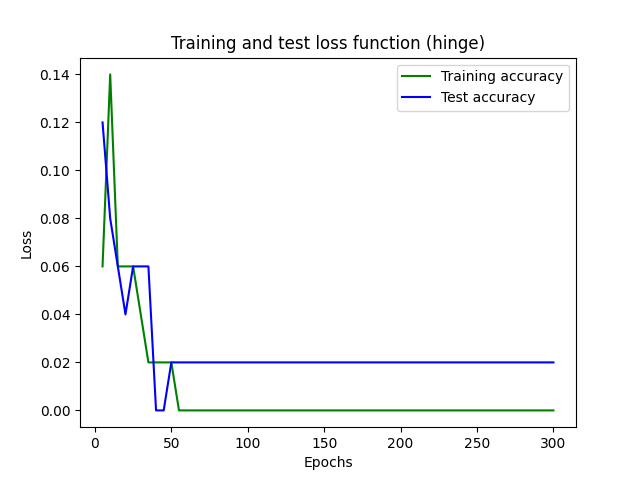 Training and test loss function (hinge)
Training accuracy
Test accuracy
Loss
0.14
0.12
0.10
0.08
0.06
0.04
0.02
0.00
0 50 100 150 200 250 300
Epochs